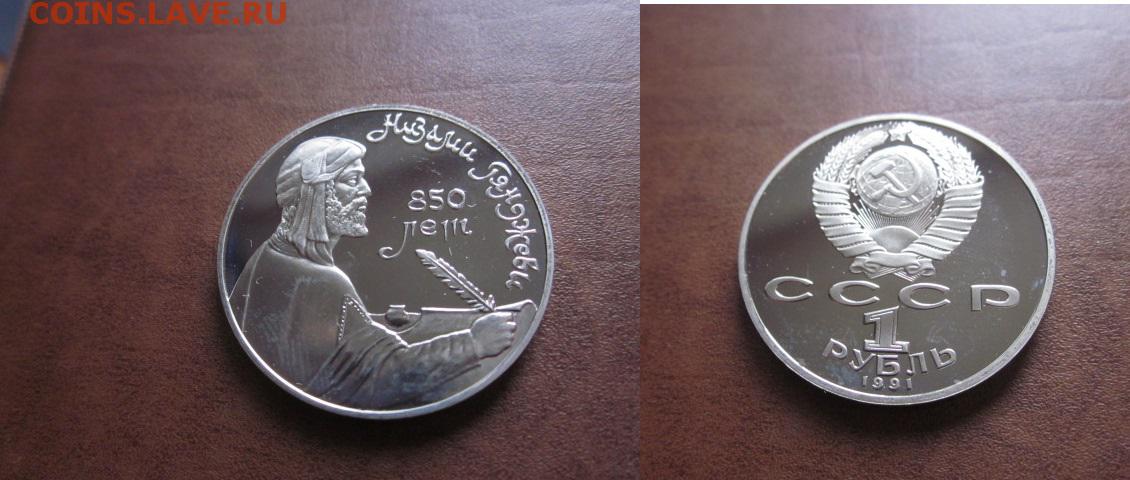 COINS.LAVE.RU
Низами Гянджеви
850
лет
СССР
1
РУБЛЬ
1991